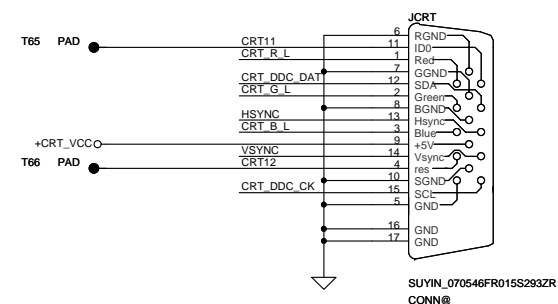 JCRT
6 RGND
T65 PAD CRT11 11 ID0
CRT_R_L 1 Red
7 GGND
CRT_DDC_DAT 12 SDA
CRT_G_L 2 Green
8 BGND
HSYNC 13 Hsync
CRT_B_L 3 Blue
+CRT_VCC 9 +5V
VSYNC 14 Vsync
T66 PAD CRT12 4 res
10 SGND
CRT_DDC_CK 15 SCL
5 GND
16 GND
17 GND
SUYIN_070546FR015S293ZR
CONN@